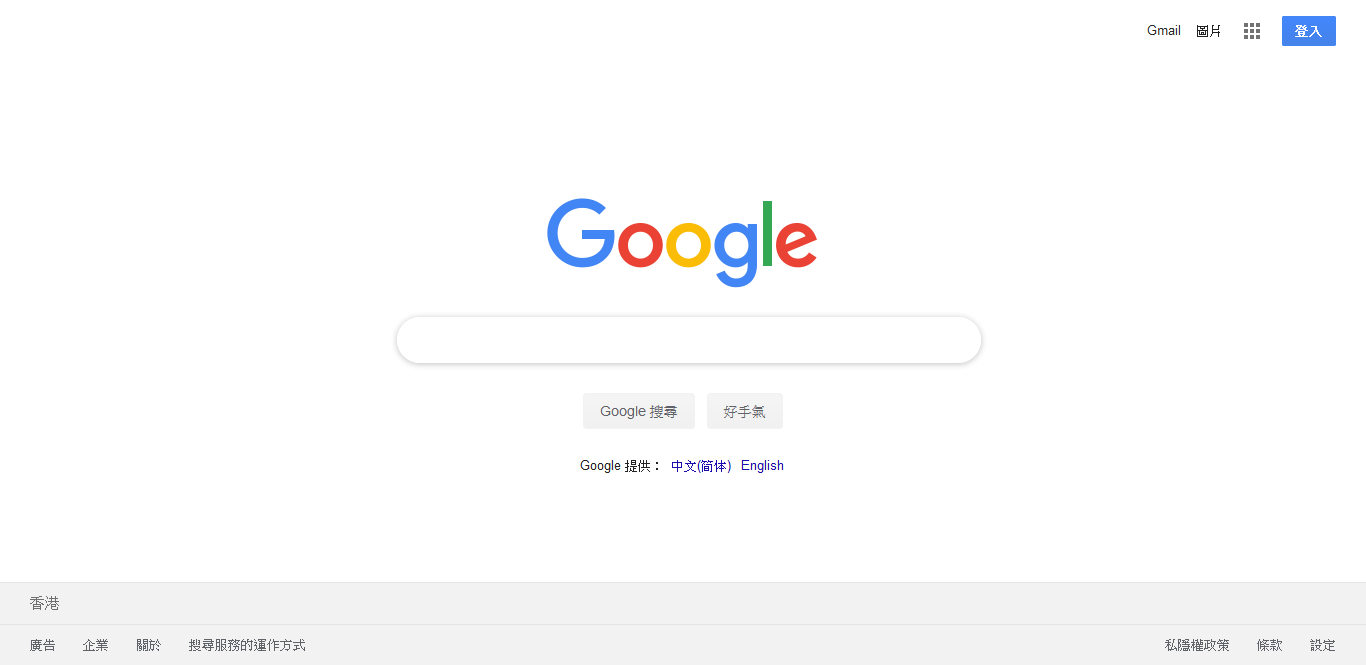 Gmail 圖片 登入
Google
Google 搜尋 好手氣
Google 提供： 中文(简体) English
香港
廣告 企業 關於 搜尋服務的運作方式 私隱權政策 條款 設定